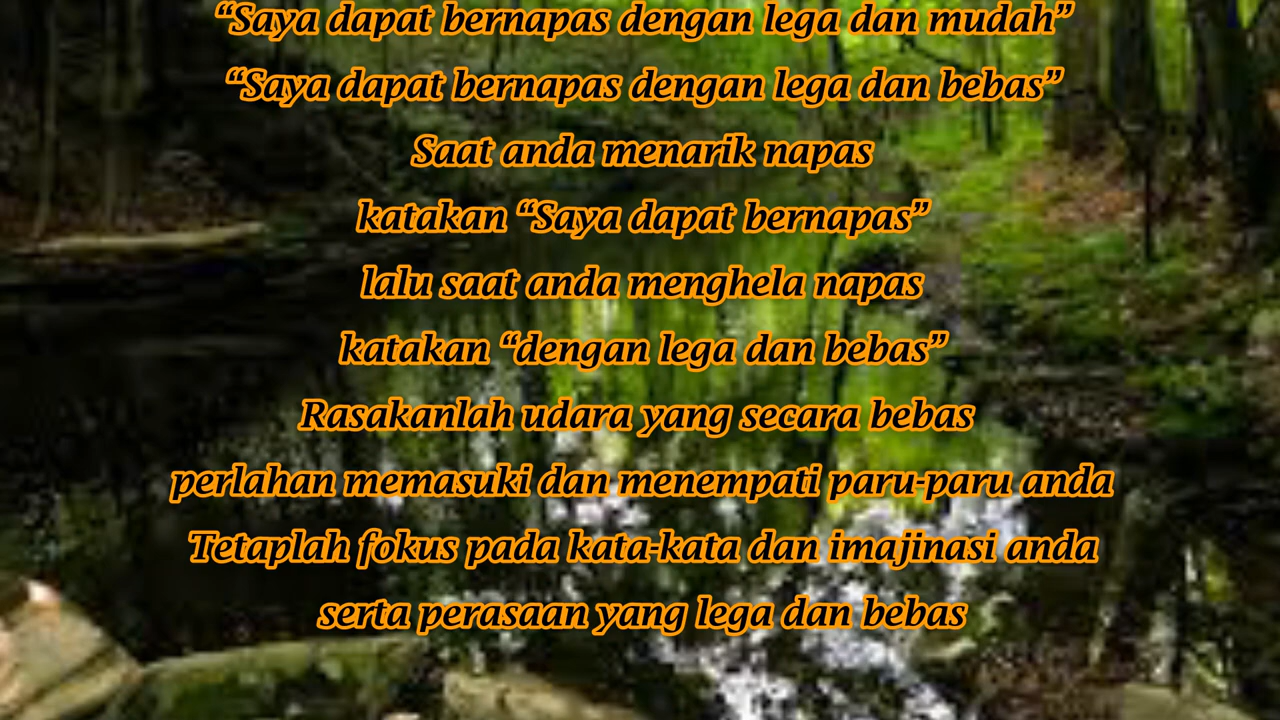 “Saya dapat bernapas dengan lega dan mudah”
“Saya dapat bernapas dengan lega dan bebas”
Saat anda menarik napas
katakan “Saya dapat bernapas”
lalu saat anda menghela napas
katakan “dengan lega dan bebas”
Rasakanlah udara yang secara bebas
perlahan memasuki dan menempati paru-paru anda
Tetaplah fokus pada kata-kata dan imajinasi anda
serta perasaan yang lega dan bebas